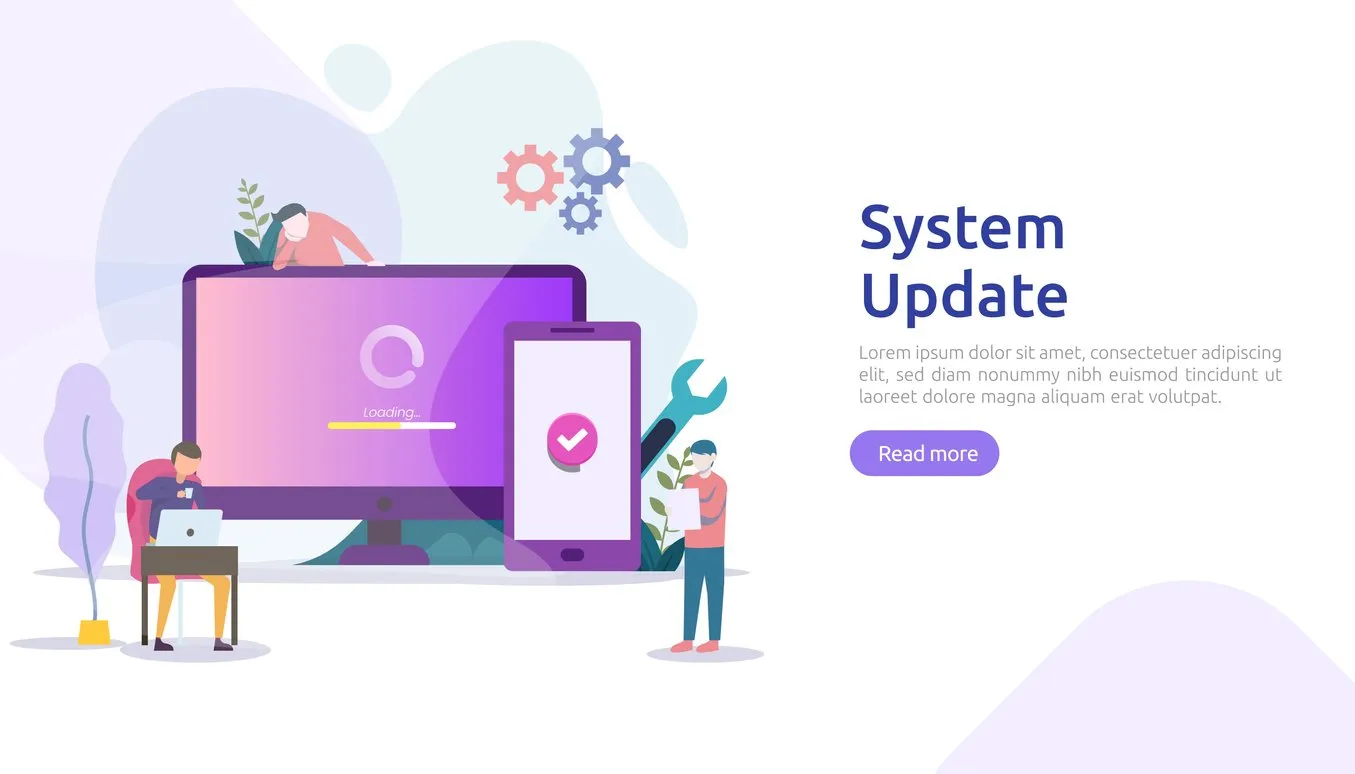 System
Update
Lorem ipsum dolor sit amet, consectetuer adipiscing
elit, sed diam nonummy nibh euismod tincidunt ut
laoreet dolore magna aliquam erat volutpat.
Read more
Loading...